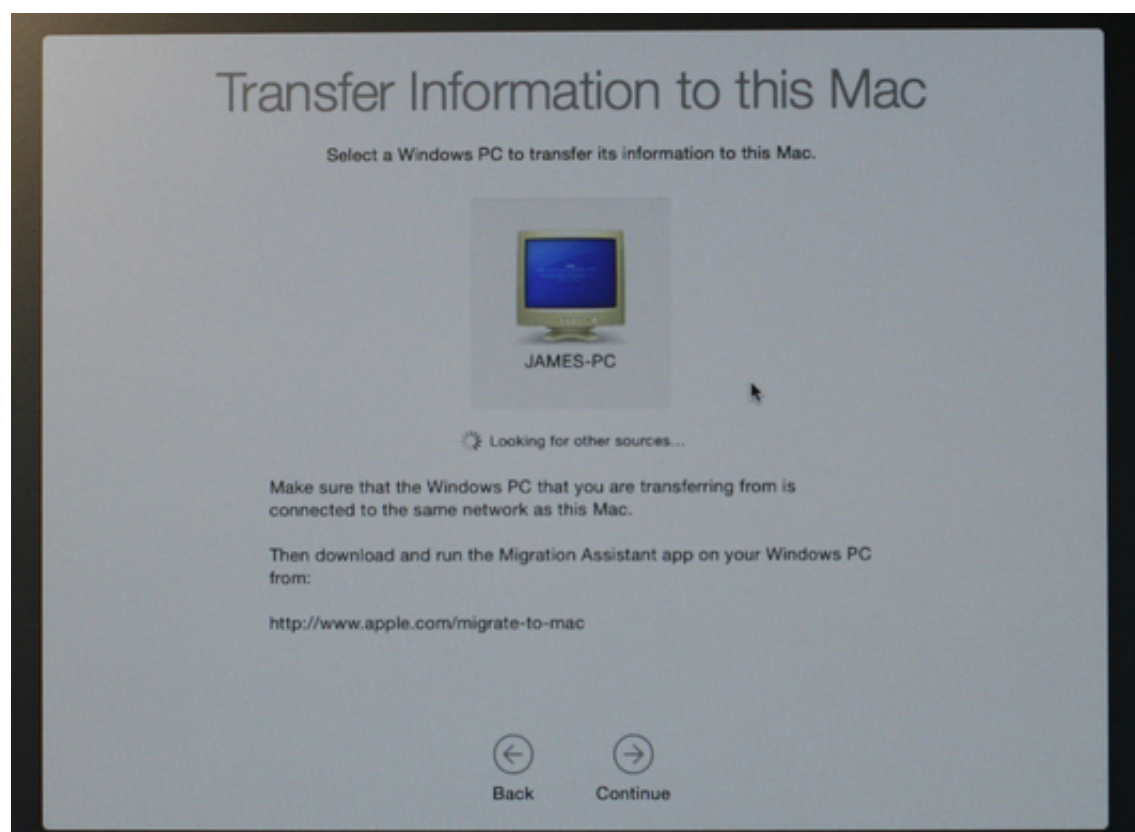 Transfer Information to this Mac
Select a Windows PC to transfer its information to this Mac.
JAMES-PC
Looking for other sources...
Make sure that the Windows PC that you are transferring from is
connected to the same network as this Mac.
Then download and run the Migration Assistant app on your Windows PC
from:
http://www.apple.com/migrate-to-mac
Back Continue